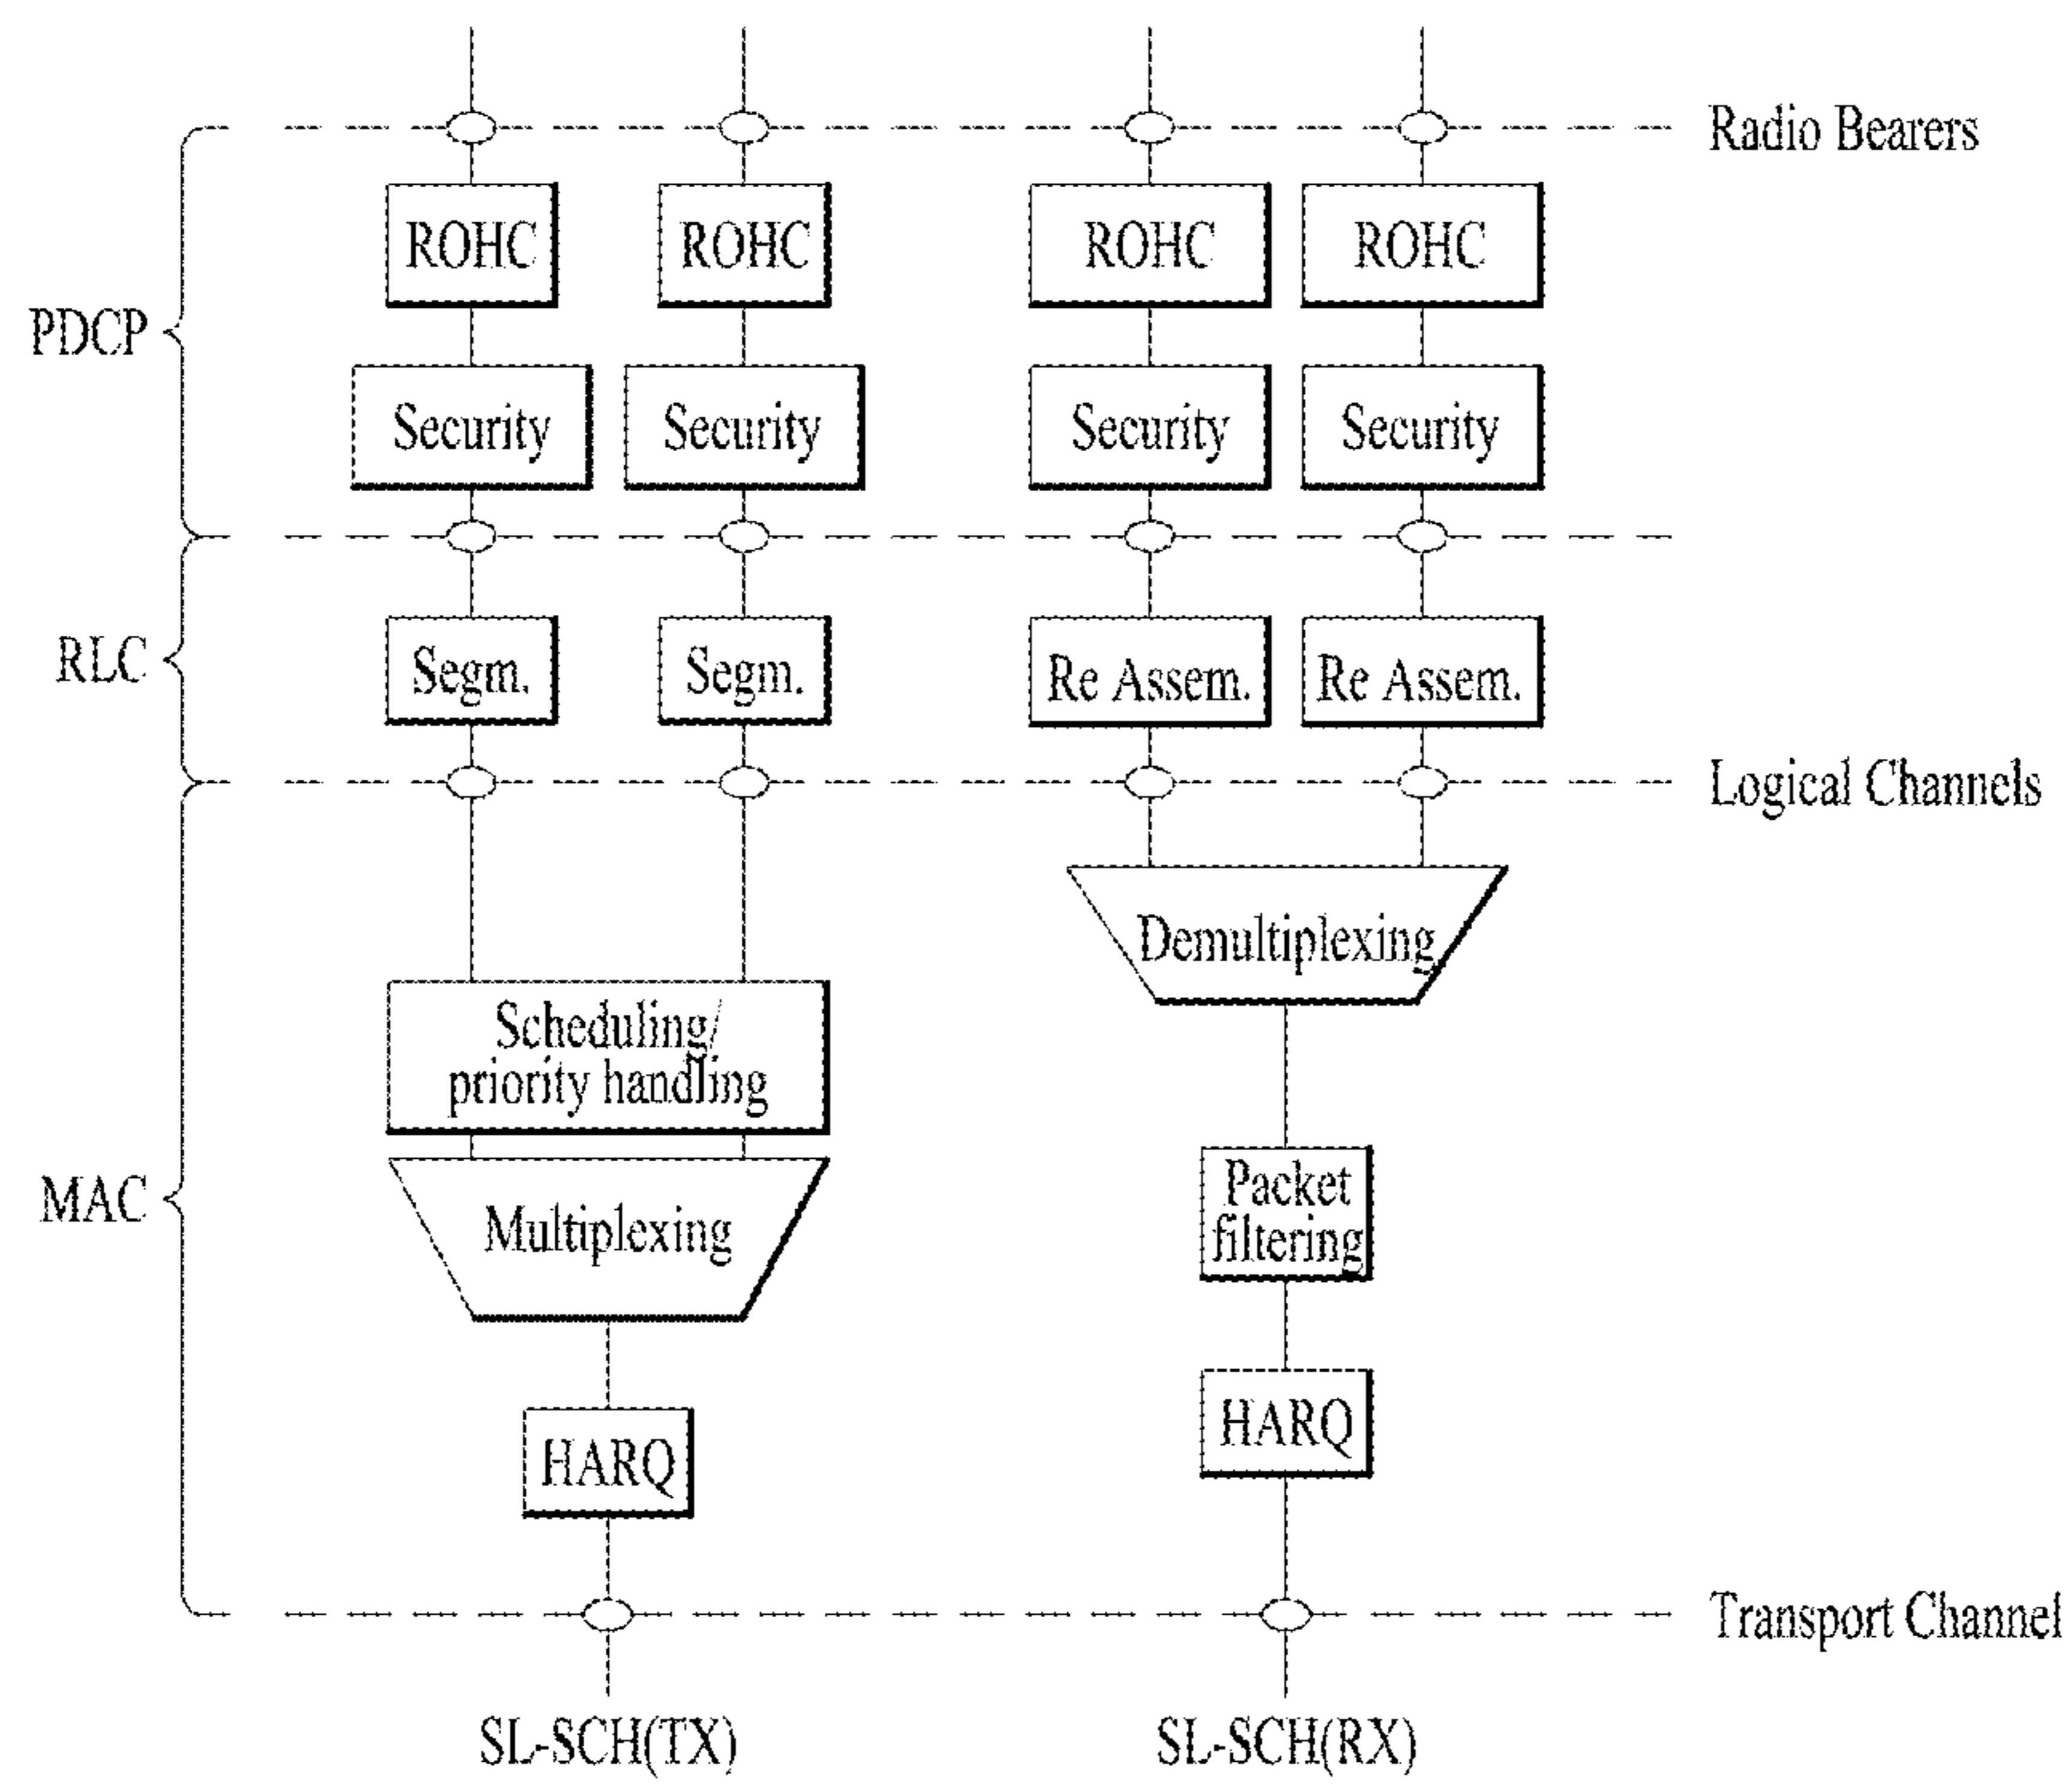 Radio Bearers
ROHC
ROHC
ROHC
ROHC
PDCP
Security
Security
Security
Security
RLC
Segm.
Segm.
Re Assem.
Re Assem.
Logical Channels
Demultiplexing
Scheduling/
priority handling
MAC
Multiplexing
Packet
filtering
HARQ
HARQ
Transport Channel
SL-SCH(TX)
SL-SCH(RX)